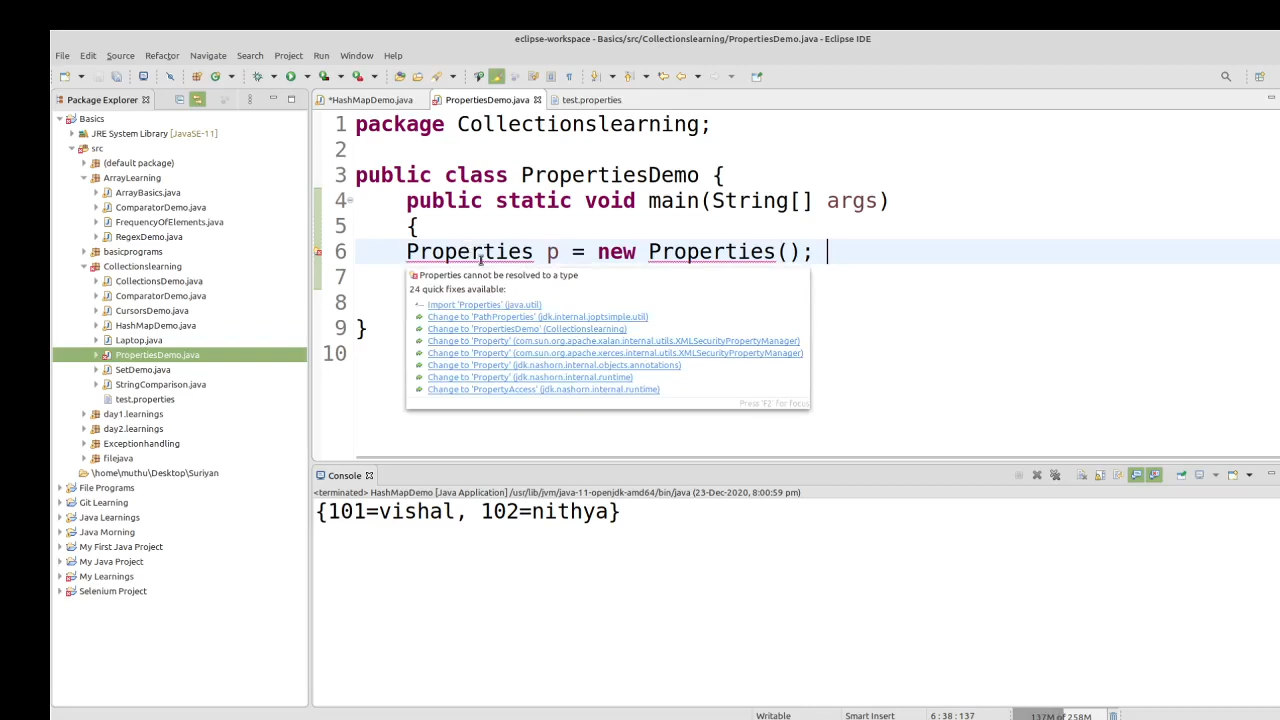 eclipse-workspace - Basics/src/Collectionslearning/PropertiesDemo.java - Eclipse IDE
File Edit Source Refactor Navigate Search Project Run Window Help
Package Explorer
*HashMapDemo.java PropertiesDemo.java test.properties
Basics
JRE System Library [JavaSE-11]
src
(default package)
ArrayLearning
ArrayBasics.java
ComparatorDemo.java
FrequencyOfElements.java
RegexDemo.java
basicprograms
Collectionslearning
CollectionsDemo.java
ComparatorDemo.java
CursorsDemo.java
HashMapDemo.java
Laptop.java
PropertiesDemo.java
SetDemo.java
StringComparison.java
test.properties
day1.learnings
day2.learnings
Exceptionhandling
filejava
\home\muthu\Desktop\Suriyan
File Programs
Git Learning
Java Learnings
Java Morning
My First Java Project
My Java Project
My Learnings
Selenium Project
1 package Collectionslearning;
2
3 public class PropertiesDemo {
4 public static void main(String[] args)
5 {
6 Properties p = new Properties();
7
8
9 }
10
Properties cannot be resolved to a type
24 quick fixes available:
Import 'Properties' (java.util)
Change to 'PathProperties' (jdk.internal.joptsimple.util)
Change to 'PropertiesDemo' (Collectionslearning)
Change to 'Property' (com.sun.org.apache.xalan.internal.utils.XMLSecurityPropertyManager)
Change to 'Property' (com.sun.org.apache.xerces.internal.utils.XMLSecurityPropertyManager)
Change to 'Property' (jdk.nashorn.internal.objects.annotations)
Change to 'Property' (jdk.nashorn.internal.runtime)
Change to 'PropertyAccess' (jdk.nashorn.internal.runtime)
Press 'F2' for focus
Console
<terminated> HashMapDemo [Java Application] /usr/lib/jvm/java-11-openjdk-amd64/bin/java (23-Dec-2020, 8:00:59 pm)
{101=vishal, 102=nithya}
Writable Smart Insert 6 : 38 : 137 137M of 258M